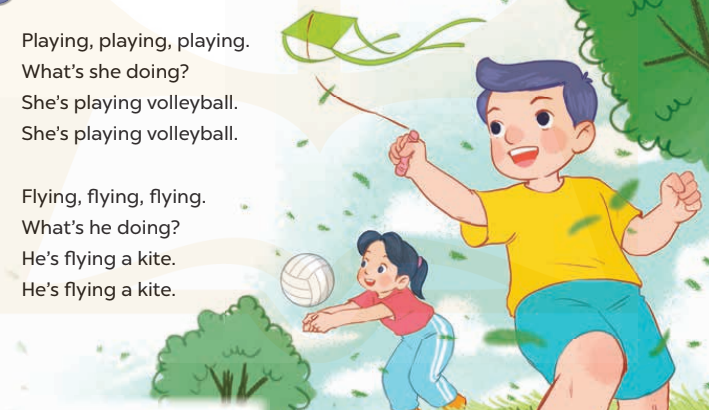 Playing, playing, playing.
What's she doing?
She's playing volleyball.
She's playing volleyball.
Flying, flying, flying.
What's he doing?
He's flying a kite.
He's flying a kite.